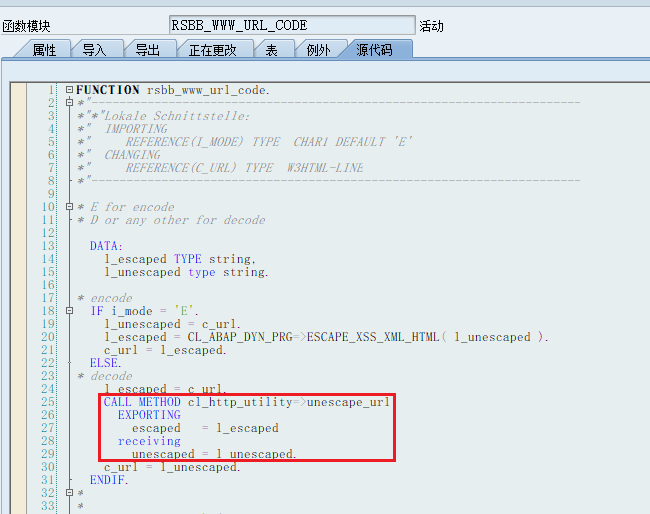 函数模块 RSBB_WWW_URL_CODE 活动
属性 导入 导出 正在更改 表 例外 源代码
1 FUNCTION rsbb_www_url_code.
2 *"----------------------------------------------------------------------
3 *"*"Lokale Schnittstelle:
4 *"  IMPORTING
5 *"     REFERENCE(I_MODE) TYPE  CHAR1 DEFAULT 'E'
6 *"  CHANGING
7 *"     REFERENCE(C_URL) TYPE  W3HTML-LINE
8 *"----------------------------------------------------------------------
9
10 * E for encode
11 * D or any other for decode
12
13   DATA:
14     l_escaped TYPE string,
15     l_unescaped type string.
16
17 * encode
18   IF i_mode = 'E'.
19     l_unescaped = c_url.
20     l_escaped = CL_ABAP_DYN_PRG=>ESCAPE_XSS_XML_HTML( l_unescaped ).
21     c_url = l_escaped.
22   ELSE.
23 * decode
24     l_escaped = c_url.
25     CALL METHOD cl_http_utility=>unescape_url
26       EXPORTING
27         escaped   = l_escaped
28       receiving
29         unescaped = l_unescaped.
30     c_url = l_unescaped.
31   ENDIF.
32 *
33 *